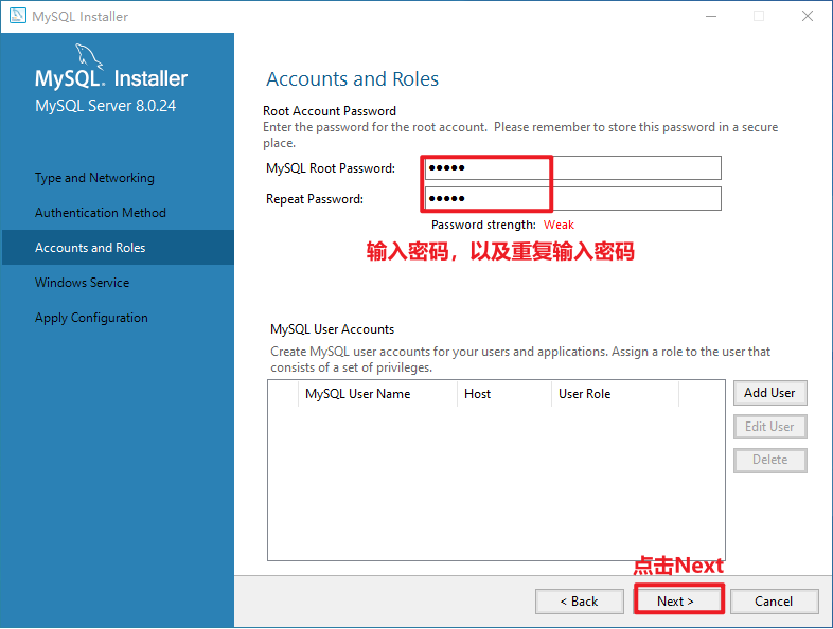 MySQL Installer
MySQL. Installer
MySQL Server 8.0.24
Type and Networking
Authentication Method
Accounts and Roles
Windows Service
Apply Configuration
Accounts and Roles
Root Account Password
Enter the password for the root account. Please remember to store this password in a secure
place.
MySQL Root Password: •••••
Repeat Password: •••••
Password strength: Weak
输入密码，以及重复输入密码
MySQL User Accounts
Create MySQL user accounts for your users and applications. Assign a role to the user that
consists of a set of privileges.
MySQL User Name Host User Role
Add User
Edit User
Delete
点击Next
< Back Next > Cancel